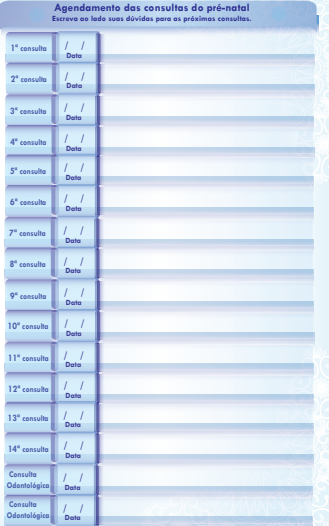 Agendamento das consultas do pré-natal
Escreva ao lado suas dúvidas para as próximas consultas.
1ª consulta / /
Data
2ª consulta / /
Data
3ª consulta / /
Data
4ª consulta / /
Data
5ª consulta / /
Data
6ª consulta / /
Data
7ª consulta / /
Data
8ª consulta / /
Data
9ª consulta / /
Data
10ª consulta / /
Data
11ª consulta / /
Data
12ª consulta / /
Data
13ª consulta / /
Data
14ª consulta / /
Data
Consulta
Odontológica / /
Data
Consulta
Odontológica / /
Data